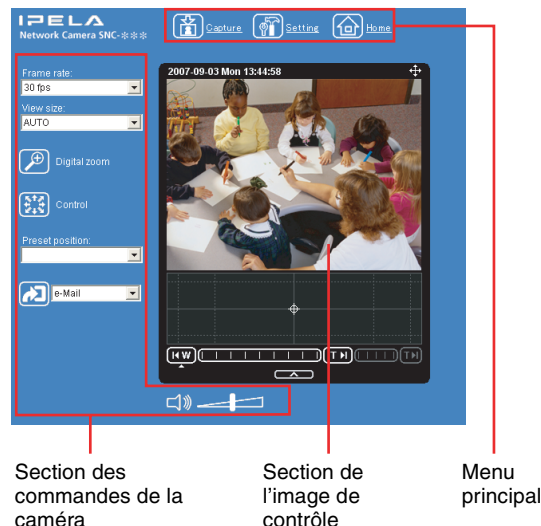 IPELA
Network Camera SNC-✻✻✻
Capture
Setting
Home
Frame rate:
30 fps
View size:
AUTO
Digital zoom
Control
Preset position:
e-Mail
2007-09-03 Mon 13:44:58
W
T
T
Section des
commandes de la
caméra
Section de
l'image de
contrôle
Menu
principal